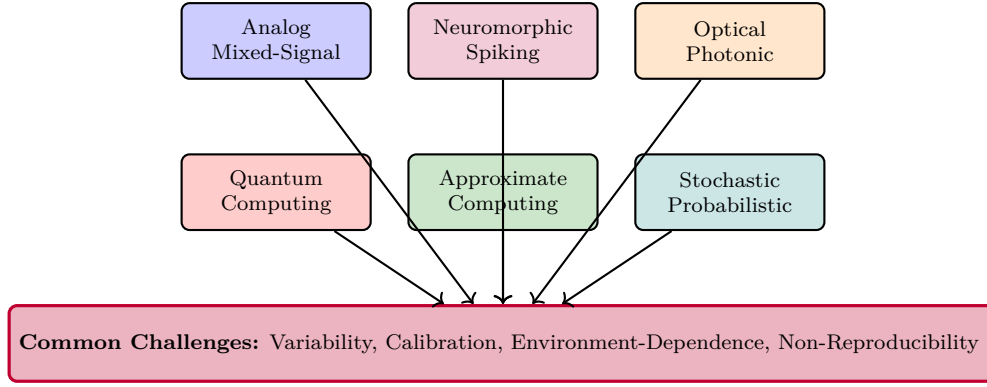 Analog
Mixed-Signal
Neuromorphic
Spiking
Optical
Photonic
Quantum
Computing
Approximate
Computing
Stochastic
Probabilistic
Common Challenges: Variability, Calibration, Environment-Dependence, Non-Reproducibility